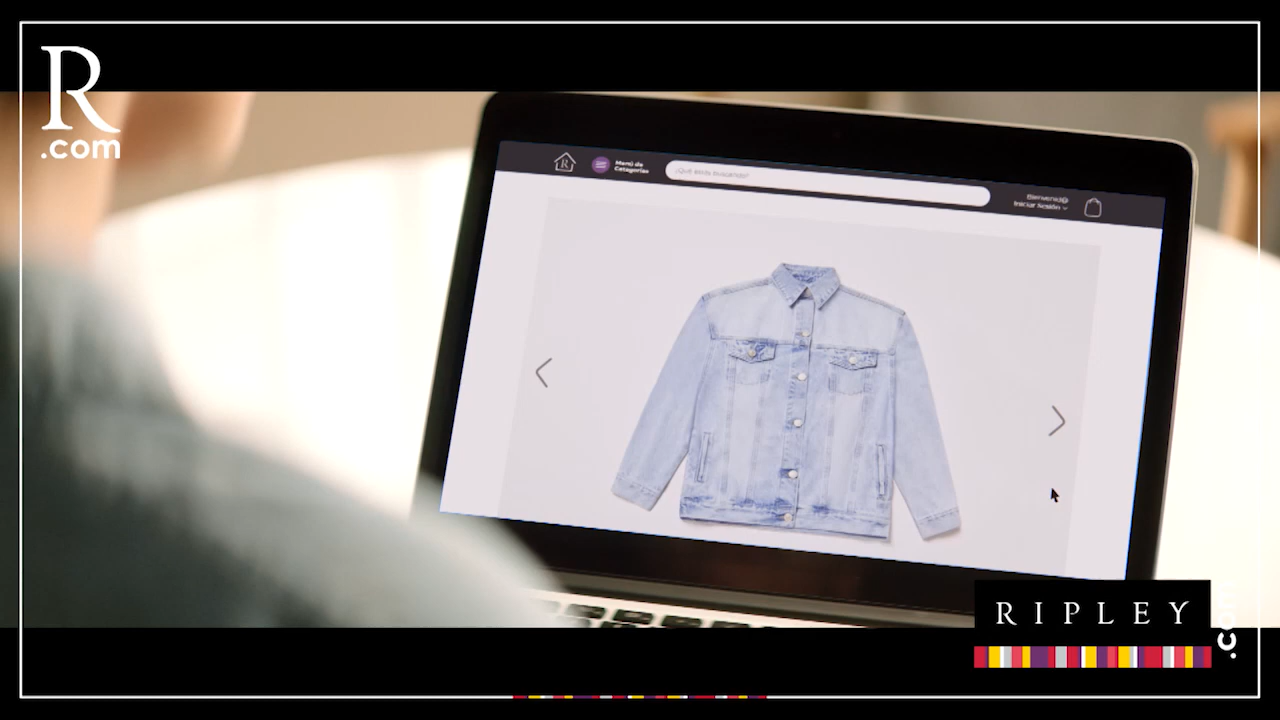 R
.com
R
Menú de
Categorías
¿Qué estás buscando?
Bienvenid@
Iniciar Sesión
RIPLEY
.com